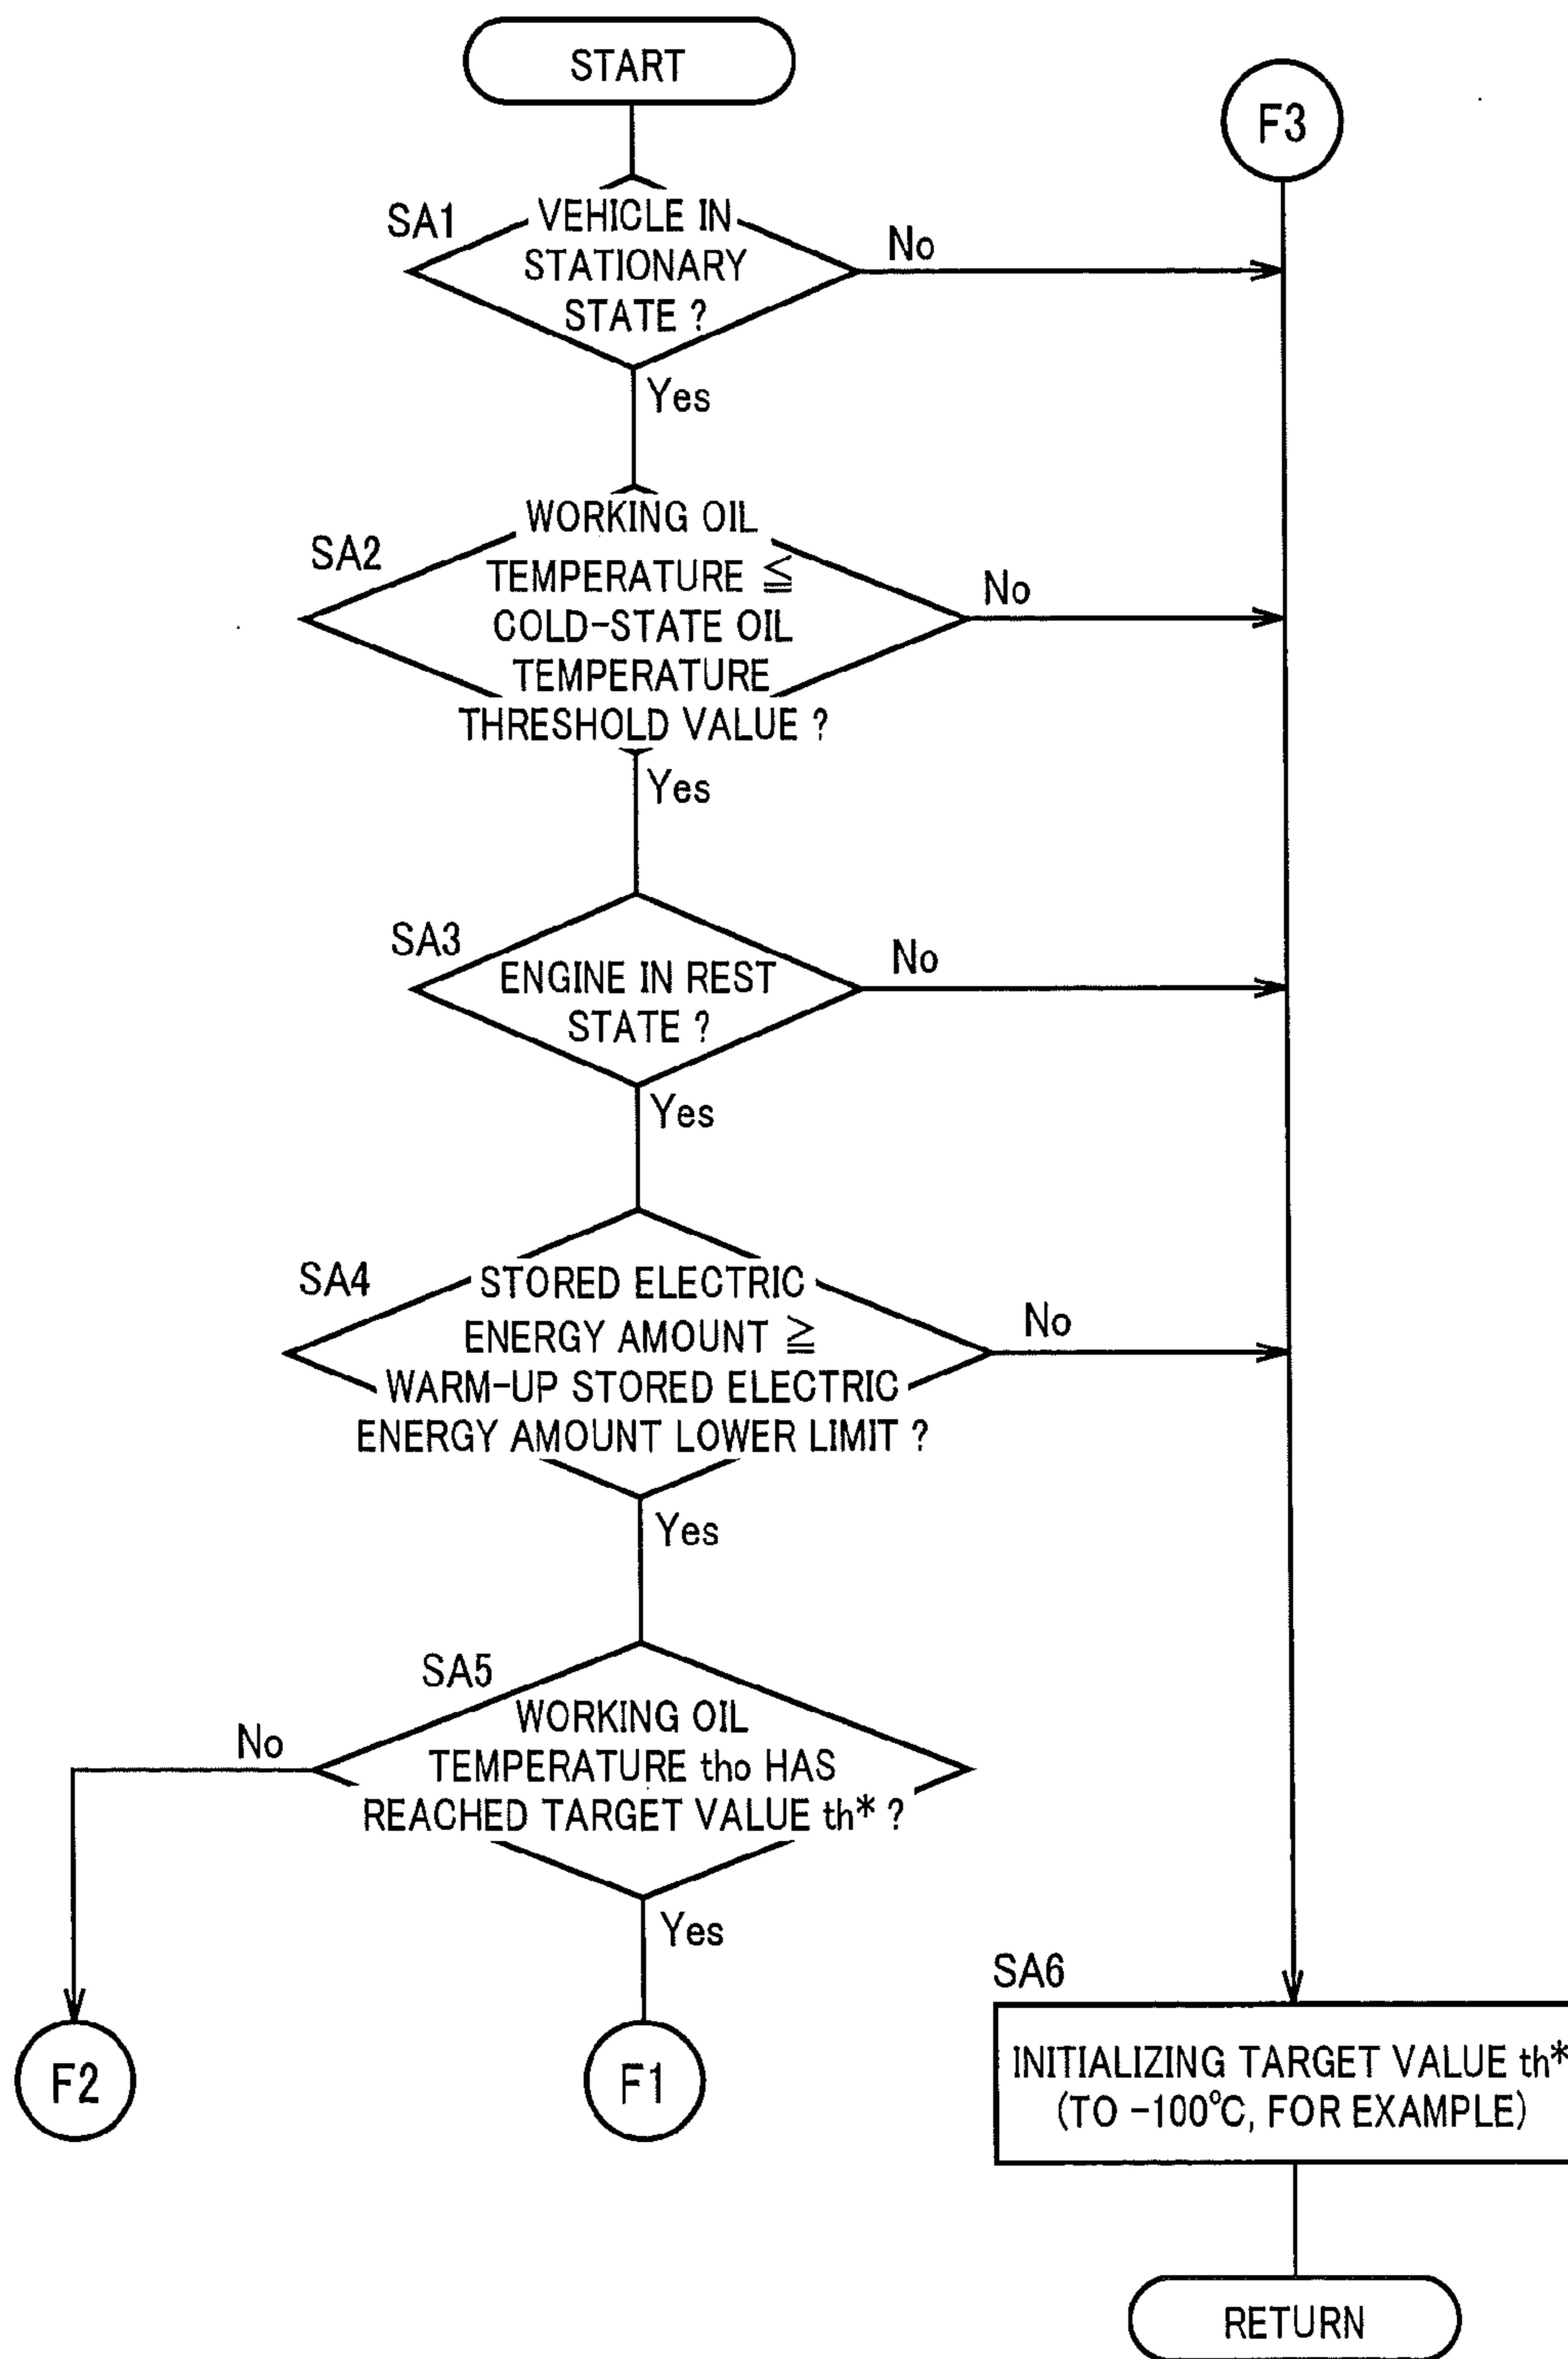 START
F3
SA1
VEHICLE IN
STATIONARY
STATE ?
No
Yes
SA2
WORKING OIL
TEMPERATURE ≦
COLD-STATE OIL
TEMPERATURE
THRESHOLD VALUE ?
No
Yes
SA3
ENGINE IN REST
STATE ?
No
Yes
SA4
STORED ELECTRIC
ENERGY AMOUNT ≧
WARM-UP STORED ELECTRIC
ENERGY AMOUNT LOWER LIMIT ?
No
Yes
SA5
WORKING OIL
TEMPERATURE tho HAS
REACHED TARGET VALUE th* ?
No
Yes
F2
F1
SA6
INITIALIZING TARGET VALUE th*
(TO -100°C, FOR EXAMPLE)
RETURN